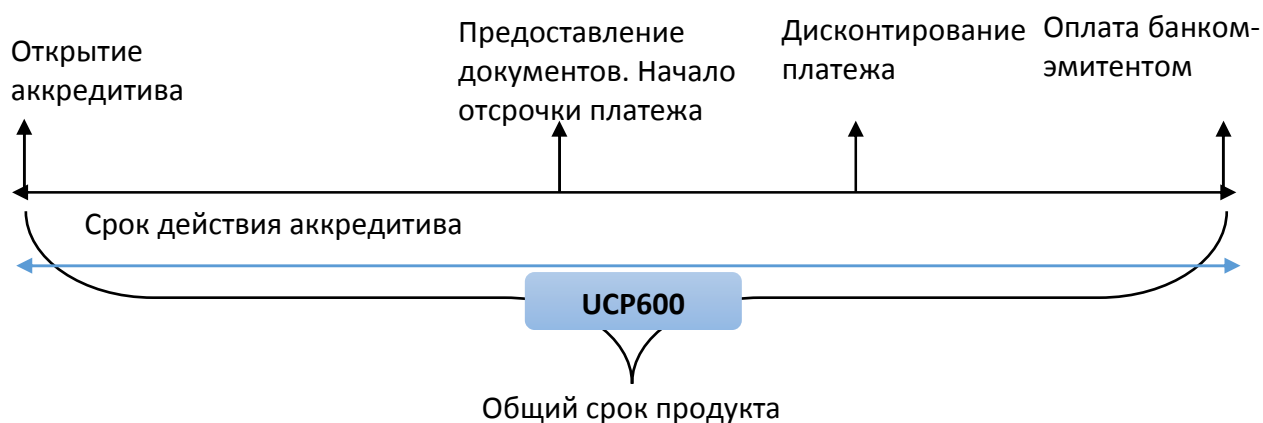 Открытие
аккредитива
Предоставление
документов. Начало
отсрочки платежа
Дисконтирование
платежа
Оплата банком-
эмитентом
Срок действия аккредитива
UCP600
Общий срок продукта